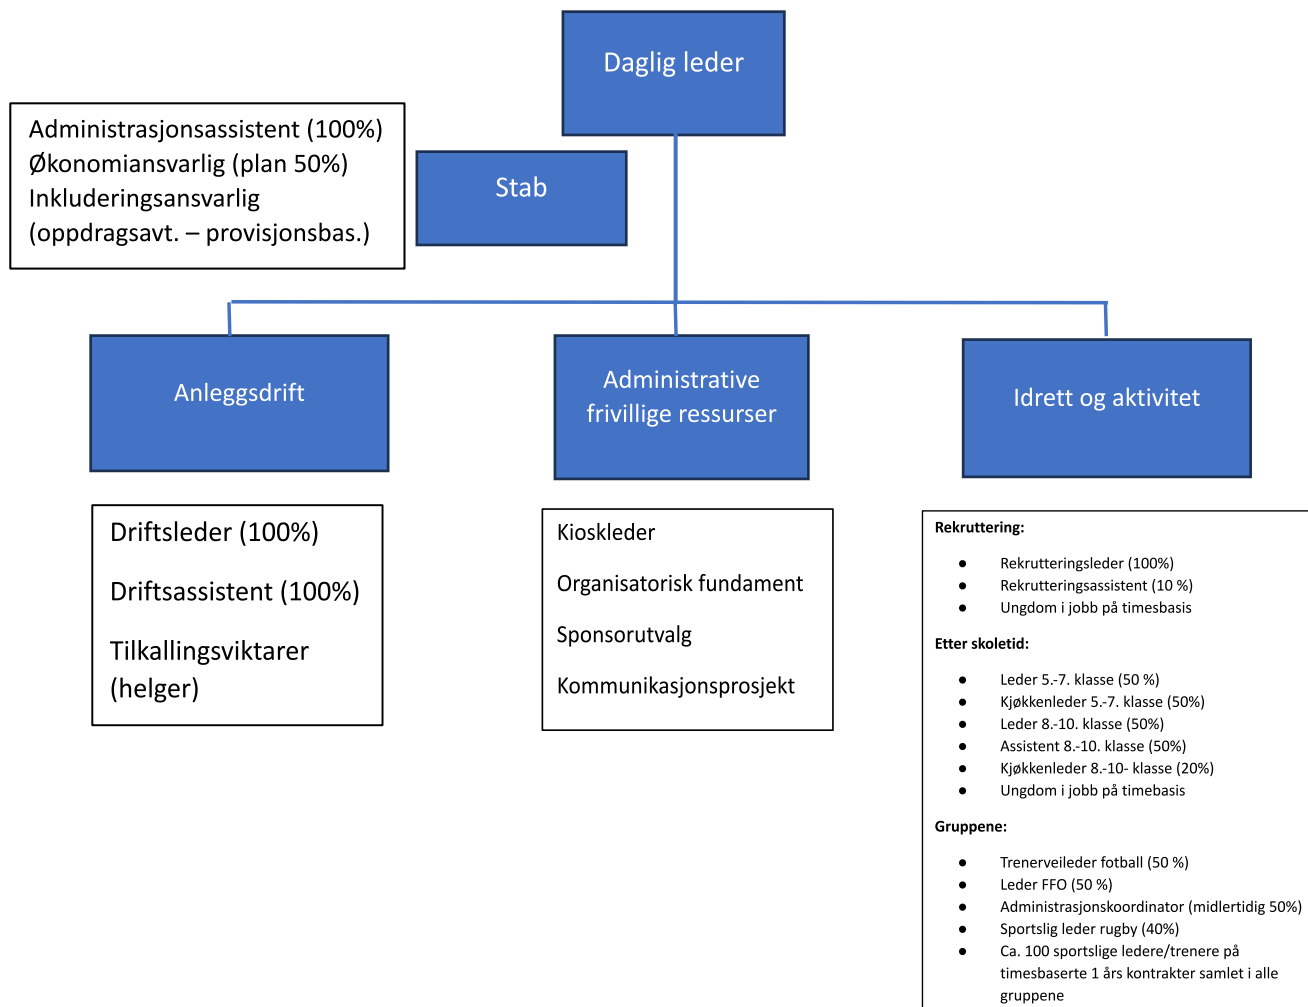 Daglig leder
Administrasjonsassistent (100%)
Økonomiansvarlig (plan 50%)
Inkluderingsansvarlig
(oppdragsavt. – provisjonsbas.)
Stab
Anleggsdrift
Administrative
frivillige ressurser
Idrett og aktivitet
Driftsleder (100%)
Driftsassistent (100%)
Tilkallingsviktarer
(helger)
Kioskleder
Organisatorisk fundament
Sponsorutvalg
Kommunikasjonsprosjekt
Rekruttering:
● Rekrutteringsleder (100%)
● Rekrutteringsassistent (10 %)
● Ungdom i jobb på timesbasis
Etter skoletid:
● Leder 5.-7. klasse (50 %)
● Kjøkkenleder 5.-7. klasse (50%)
● Leder 8.-10. klasse (50%)
● Assistent 8.-10. klasse (50%)
● Kjøkkenleder 8.-10- klasse (20%)
● Ungdom i jobb på timebasis
Gruppene:
● Trenerveileder fotball (50 %)
● Leder FFO (50 %)
● Administrasjonskoordinator (midlertidig 50%)
● Sportslig leder rugby (40%)
● Ca. 100 sportslige ledere/trenere på
timesbaserte 1 års kontrakter samlet i alle
gruppene